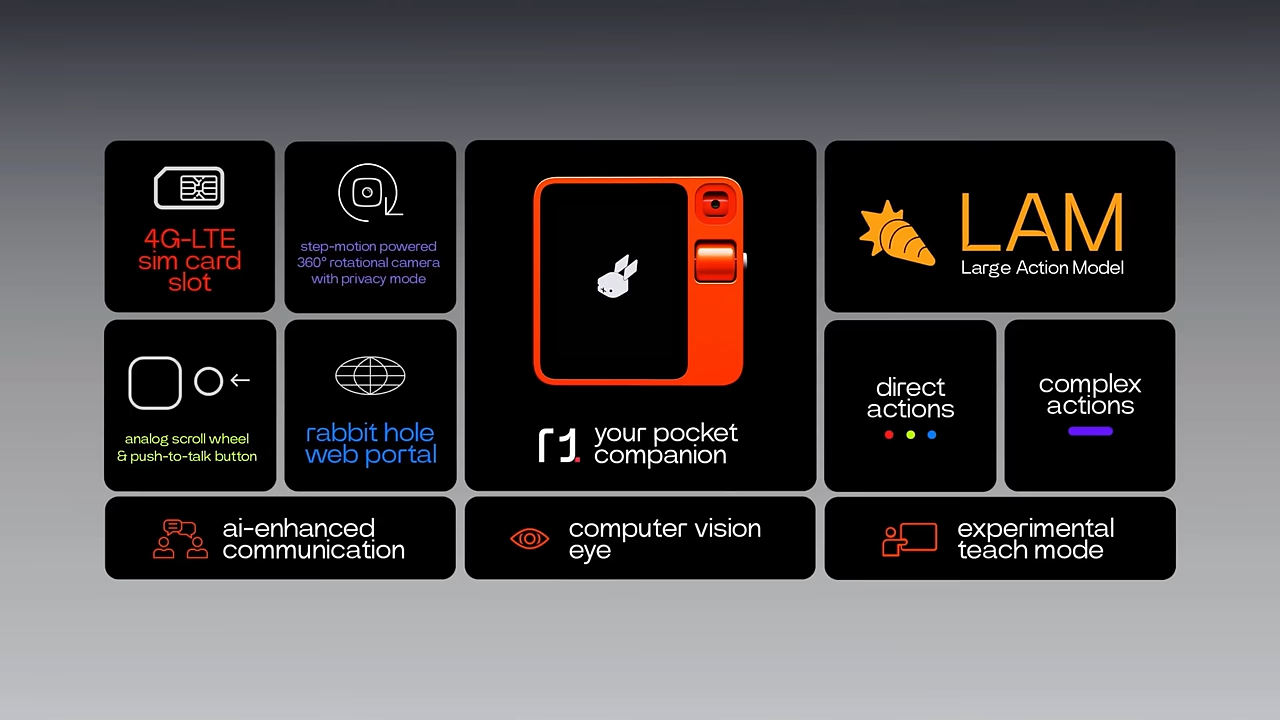 4G-LTE
sim card
slot
step-motion powered
360° rotational camera
with privacy mode
analog scroll wheel
& push-to-talk button
rabbit hole
web portal
r1.
your pocket
companion
LAM
Large Action Model
direct
actions
complex
actions
ai-enhanced
communication
computer vision
eye
experimental
teach mode